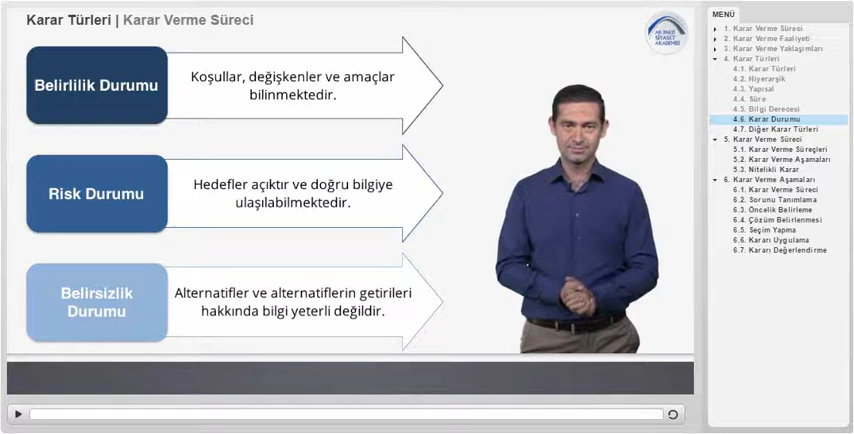 Karar Türleri | Karar Verme Süreci
AK PARTİ
SİYASET
AKADEMİSİ
Belirlilik Durumu
Koşullar, değişkenler ve amaçlar
bilinmektedir.
Risk Durumu
Hedefler açıktır ve doğru bilgiye
ulaşılabilmektedir.
Belirsizlik
Durumu
Alternatifler ve alternatiflerin getirileri
hakkında bilgi yeterli değildir.
MENÜ
1. Karar Verme Süreci
2. Karar Verme Faaliyeti
3. Karar Verme Yaklaşımları
4. Karar Türleri
4.1. Karar Türleri
4.2. Hiyerarşik
4.3. Yapısal
4.4. Süre
4.5. Bilgi Derecesi
4.6. Karar Durumu
4.7. Diğer Karar Türleri
5. Karar Verme Süreci
5.1. Karar Verme Süreçleri
5.2. Karar Verme Aşamaları
5.3. Nitelikli Karar
6. Karar Verme Aşamaları
6.1. Karar Verme Süreci
6.2. Sorunu Tanımlama
6.3. Öncelik Belirleme
6.4. Çözüm Belirlenmesi
6.5. Seçim Yapma
6.6. Kararı Uygulama
6.7. Kararı Değerlendirme